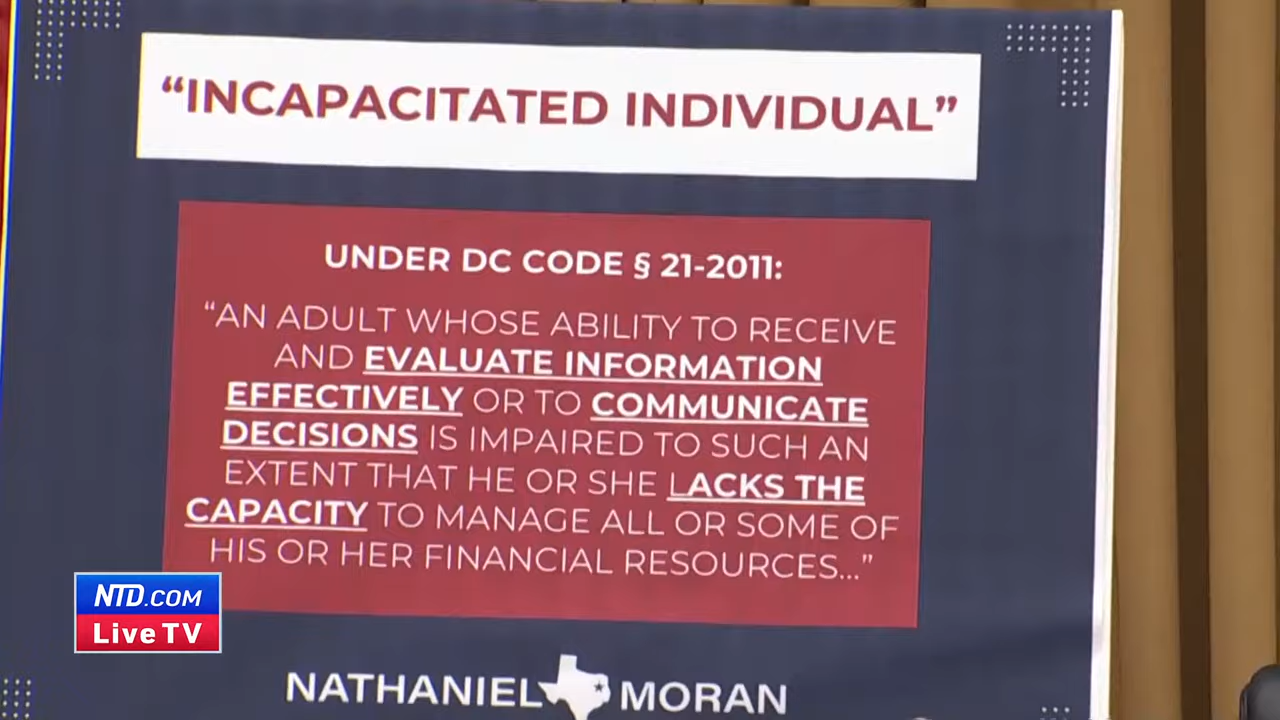 “INCAPACITATED INDIVIDUAL”
UNDER DC CODE § 21-2011:
“AN ADULT WHOSE ABILITY TO RECEIVE
AND EVALUATE INFORMATION
EFFECTIVELY OR TO COMMUNICATE
DECISIONS IS IMPAIRED TO SUCH AN
EXTENT THAT HE OR SHE LACKS THE
CAPACITY TO MANAGE ALL OR SOME OF
HIS OR HER FINANCIAL RESOURCES...”
NTD.COM
Live TV
NATHANIEL MORAN